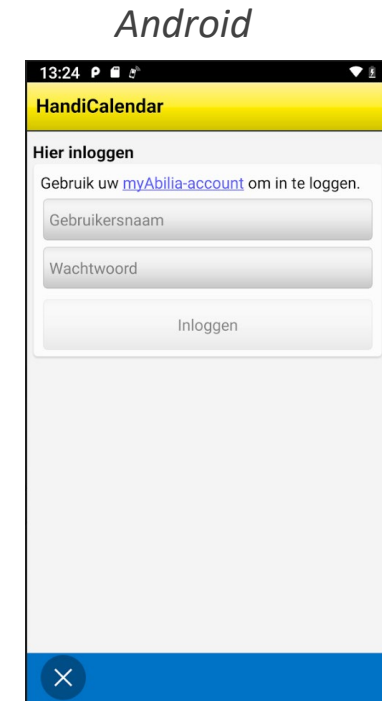 Android
13:24
HandiCalendar
Hier inloggen
Gebruik uw myAbilia-account om in te loggen.
Gebruikersnaam
Wachtwoord
Inloggen